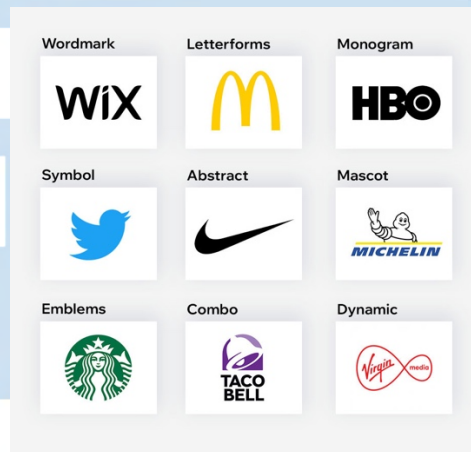 Wordmark Letterforms Monogram
WiX M HBO
Symbol Abstract Mascot
MICHELIN
Emblems Combo Dynamic
TACO BELL Virgin media